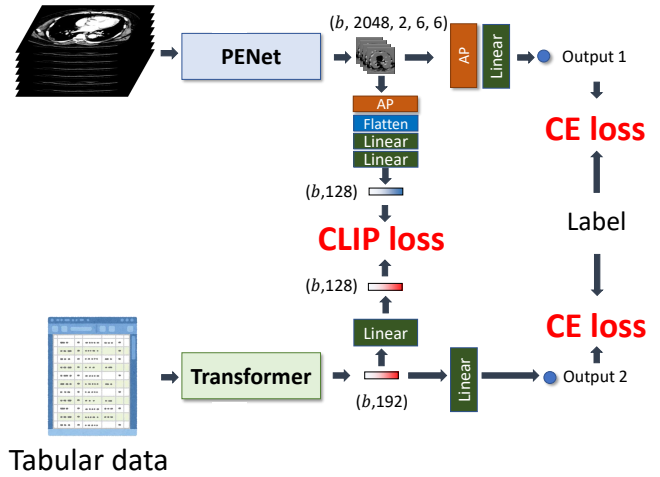 (b, 2048, 2, 6, 6)
PENet
AP
Linear
Output 1
AP
Flatten
Linear
Linear
CE loss
(b,128)
CLIP loss
Label
(b,128)
Linear
CE loss
Transformer
Linear
Output 2
(b,192)
Tabular data